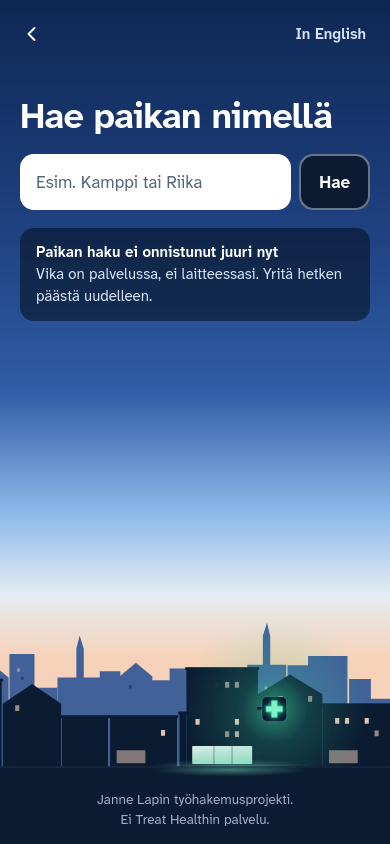 In English
Hae paikan nimellä
Esim. Kamppi tai Riika
Hae
Paikan haku ei onnistunut juuri nyt
Vika on palvelussa, ei laitteessasi. Yritä hetken
päästä uudelleen.
Janne Lapin työhakemusprojekti.
Ei Treat Healthin palvelu.